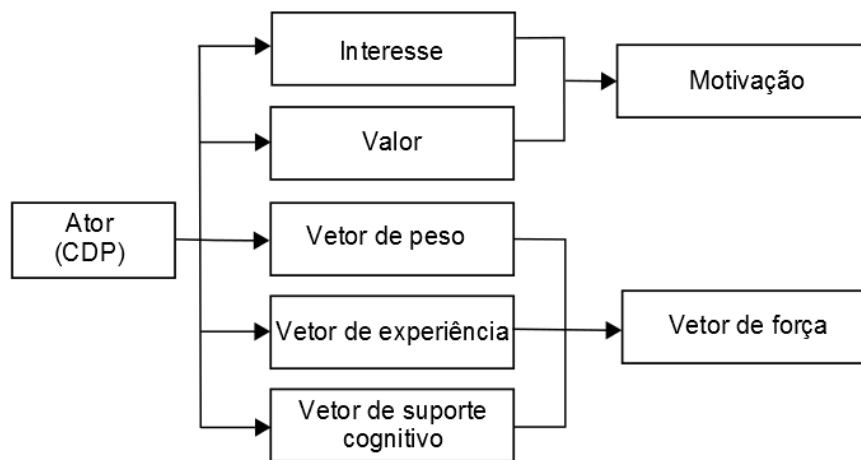 Interesse
Motivação
Valor
Ator
(CDP)
Vetor de peso
Vetor de experiência
Vetor de força
Vetor de suporte
cognitivo